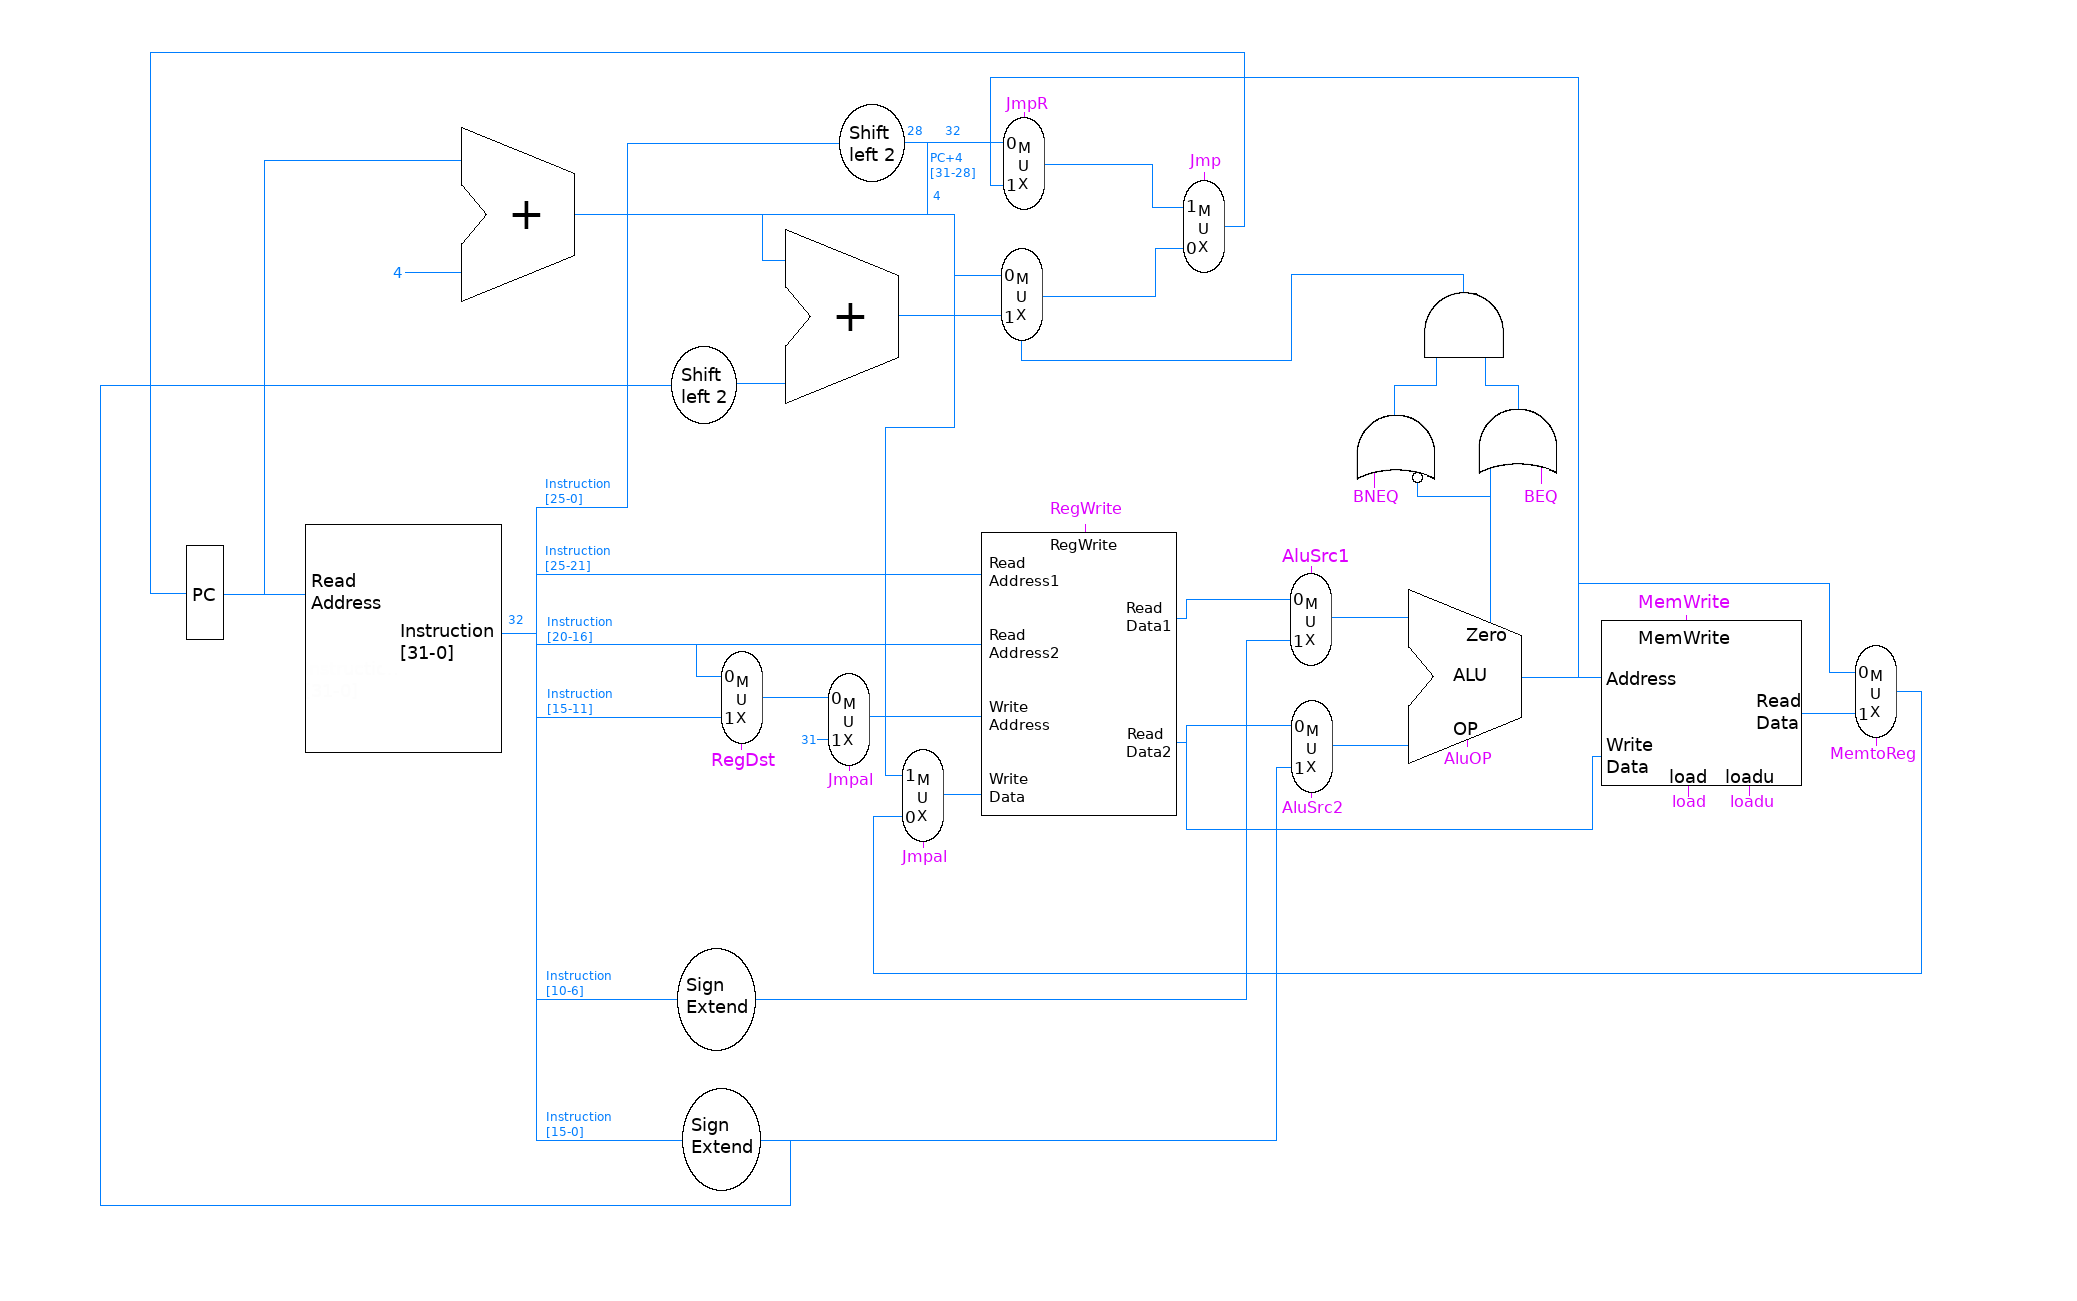 JmpR
Shift
left 2
28
32
PC+4
[31-28]
4
0
M
U
1
X
Jmp
1
M
U
0
X
+
4
+
0
M
U
1
X
Shift
left 2
Instruction
[25-0]
BNEQ
BEQ
RegWrite
RegWrite
Instruction
[25-21]
Read
Address1
AluSrc1
PC
Read
Address
Instruction
[31-0]
32
Instruction
[20-16]
Read
Address2
Read
Data1
0
M
U
1
X
Zero
ALU
OP
AluOP
MemWrite
MemWrite
Address
Read
Data
Write
Data
load
loadu
load
loadu
0
M
U
1
X
MemtoReg
Instruction
[15-11]
0
M
U
1
X
RegDst
0
M
U
31
1
X
Jmpal
Write
Address
Read
Data2
0
M
U
1
X
AluSrc2
1
M
U
0
X
Jmpal
Write
Data
Instruction
[10-6]
Sign
Extend
Instruction
[15-0]
Sign
Extend